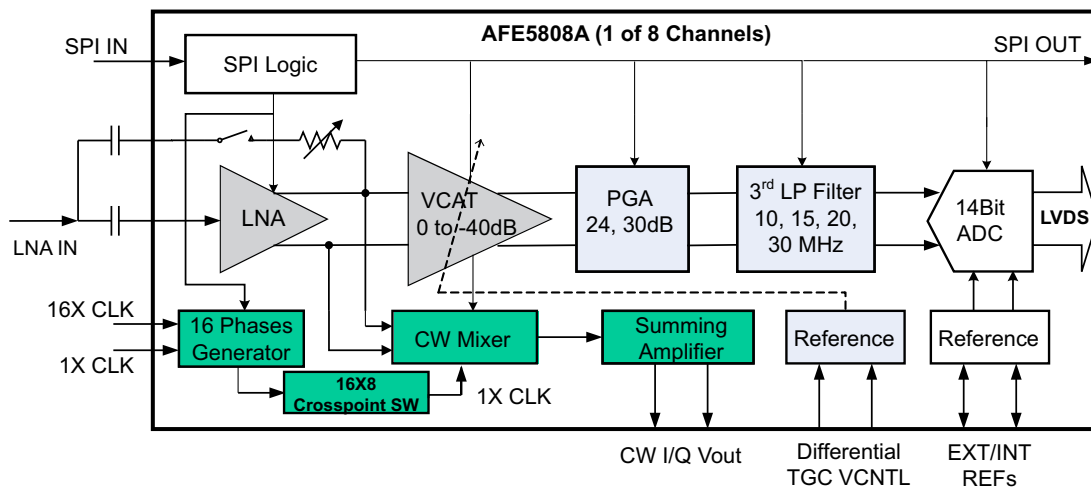 AFE5808A (1 of 8 Channels)
SPI IN
SPI OUT
SPI Logic
LNA
VCAT
0 to -40dB
PGA
24, 30dB
3rd LP Filter
10, 15, 20,
30 MHz
14Bit
ADC
LVDS
LNA IN
16X CLK
1X CLK
16 Phases
Generator
CW Mixer
Summing
Amplifier
Reference
Reference
16X8
Crosspoint SW
1X CLK
CW I/Q Vout
Differential
TGC VCNTL
EXT/INT
REFs